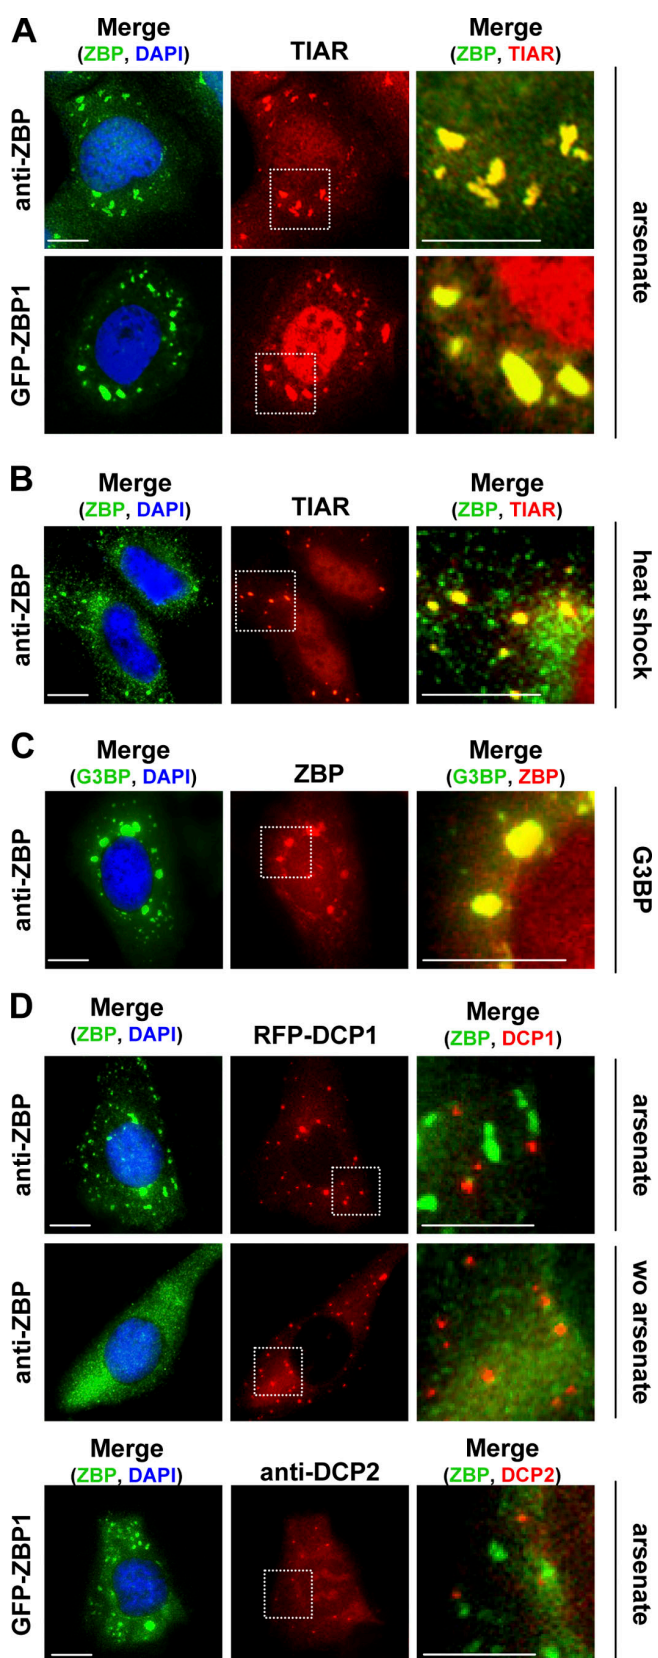 A
Merge
(ZBP, DAPI)
TIAR
Merge
(ZBP, TIAR)
anti-ZBP
GFP-ZBP1
arsenate
B
Merge
(ZBP, DAPI)
TIAR
Merge
(ZBP, TIAR)
anti-ZBP
heat shock
C
Merge
(G3BP, DAPI)
ZBP
Merge
(G3BP, ZBP)
anti-ZBP
G3BP
D
Merge
(ZBP, DAPI)
RFP-DCP1
Merge
(ZBP, DCP1)
anti-ZBP
arsenate
anti-ZBP
wo arsenate
Merge
(ZBP, DAPI)
anti-DCP2
Merge
(ZBP, DCP2)
GFP-ZBP1
arsenate